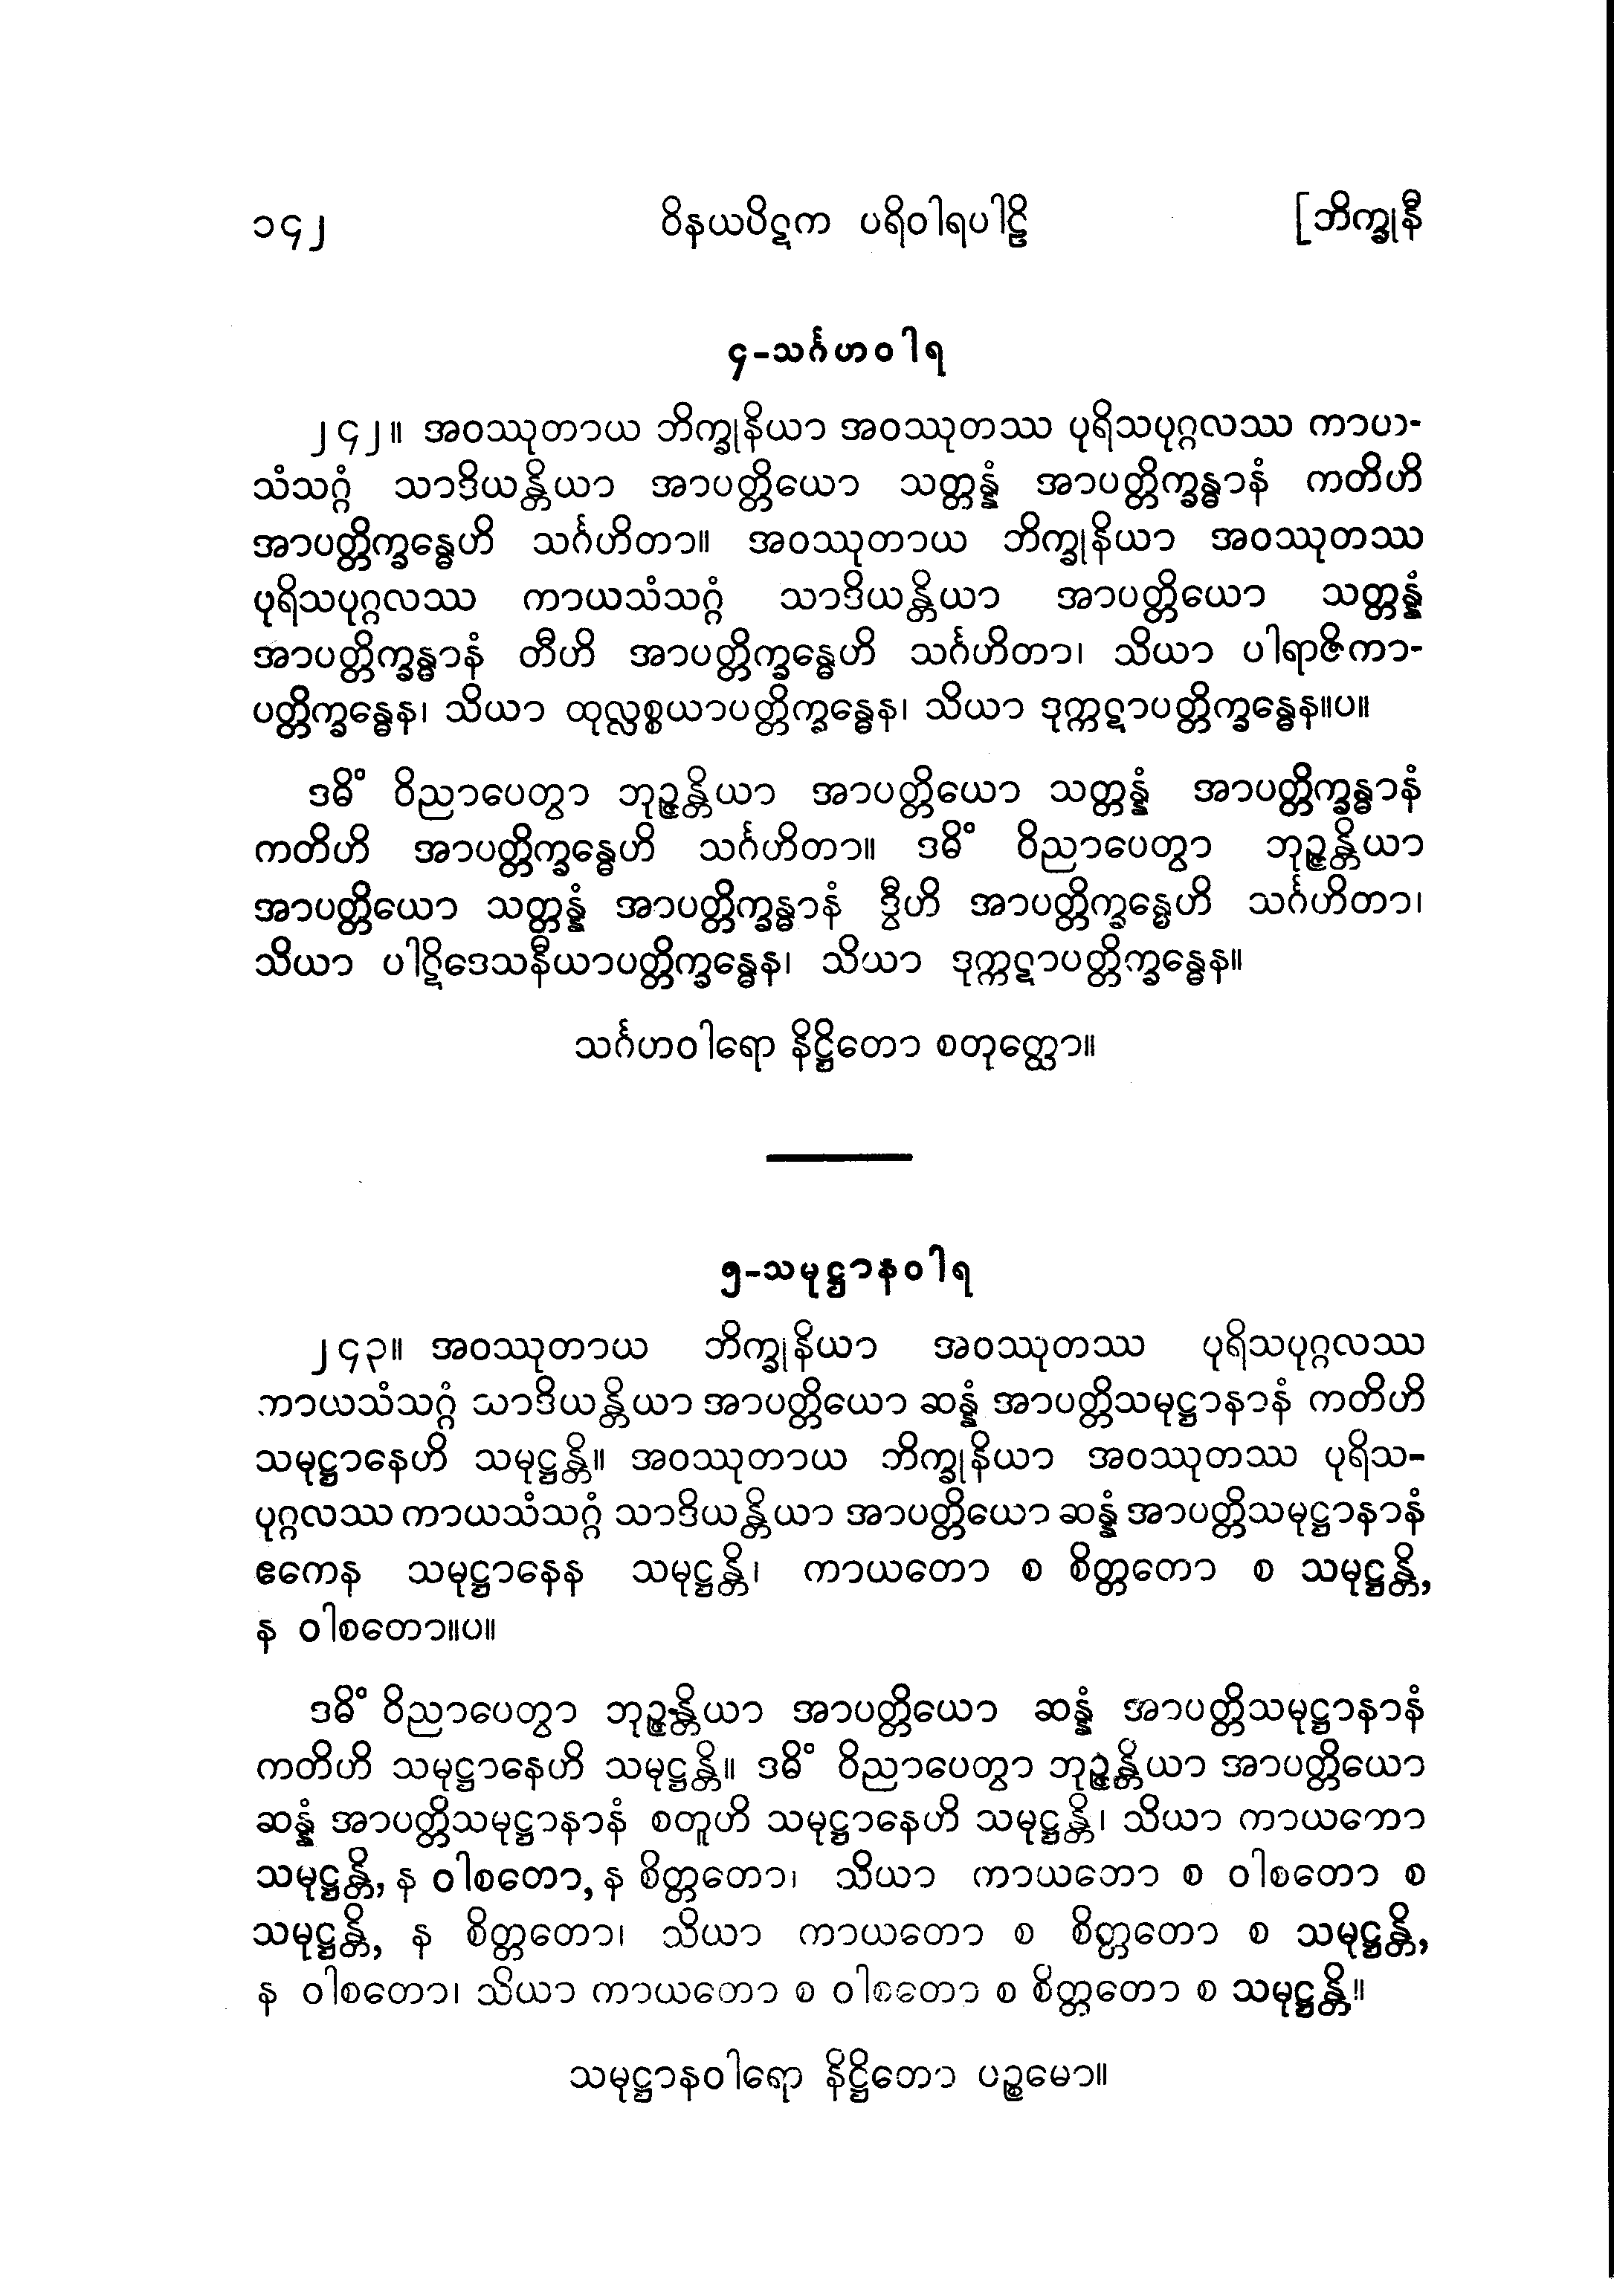 ၁၄၂ ဝိနယပိဋက ပရိဝါရပါဠိ [ဘိက္ခုနီ
၄-သင်္ဂဟဝါရ
၂၄၂။ အဝဿုတာယ ဘိက္ခုနိယာ အဝဿုတဿ ပုရိသပုဂ္ဂလဿ ကာယ-
သံသဂ္ဂံ သာဒိယန္တိယာ အာပတ္တိယော သတ္တန္နံ အာပတ္တိက္ခန္ဓာနံ ကတိဟိ
အာပတ္တိက္ခန္ဓေဟိ သင်္ဂဟိတာ။ အဝဿုတာယ ဘိက္ခုနိယာ အဝဿုတဿ
ပုရိသပုဂ္ဂလဿ ကာယသံသဂ္ဂံ သာဒိယန္တိယာ အာပတ္တိယော သတ္တန္နံ
အာပတ္တိက္ခန္ဓာနံ တီဟိ အာပတ္တိက္ခန္ဓေဟိ သင်္ဂဟိတာ၊ သိယာ ပါရာဇိကာ-
ပတ္တိက္ခန္ဓေန၊ သိယာ ထုလ္လစ္စယာပတ္တိက္ခန္ဓေန၊ သိယာ ဒုက္ကဋာပတ္တိက္ခန္ဓေန။ပ။
ဒဓိံ ဝိညာပေတွာ ဘုဉ္ဇန္တိယာ အာပတ္တိယော သတ္တန္နံ အာပတ္တိက္ခန္ဓာနံ
ကတိဟိ အာပတ္တိက္ခန္ဓေဟိ သင်္ဂဟိတာ။ ဒဓိံ ဝိညာပေတွာ ဘုဉ္ဇန္တိယာ
အာပတ္တိယော သတ္တန္နံ အာပတ္တိက္ခန္ဓာနံ ဒွီဟိ အာပတ္တိက္ခန္ဓေဟိ သင်္ဂဟိတာ၊
သိယာ ပါဋိဒေသနီယာပတ္တိက္ခန္ဓေန၊ သိယာ ဒုက္ကဋာပတ္တိက္ခန္ဓေန။
သင်္ဂဟဝါရော နိဋ္ဌိတော စတုတ္ထော။
၅-သမုဋ္ဌာနဝါရ
၂၄၃။ အဝဿုတာယ ဘိက္ခုနိယာ အဝဿုတဿ ပုရိသပုဂ္ဂလဿ
ကာယသံသဂ္ဂံ သာဒိယန္တိယာ အာပတ္တိယော ဆန္နံ အာပတ္တိသမုဋ္ဌာနာနံ ကတိဟိ
သမုဋ္ဌာနေဟိ သမုဋ္ဌန္တိ။ အဝဿုတာယ ဘိက္ခုနိယာ အဝဿုတဿ ပုရိသ-
ပုဂ္ဂလဿ ကာယသံသဂ္ဂံ သာဒိယန္တိယာ အာပတ္တိယော ဆန္နံ အာပတ္တိသမုဋ္ဌာနာနံ
ဧကေန သမုဋ္ဌာနေန သမုဋ္ဌန္တိ၊ ကာယတော စ စိတ္တတော စ သမုဋ္ဌန္တိ,
န ဝါစတော။ပ။
ဒဓိံ ဝိညာပေတွာ ဘုဉ္ဇန္တိယာ အာပတ္တိယော ဆန္နံ အာပတ္တိသမုဋ္ဌာနာနံ
ကတိဟိ သမုဋ္ဌာနေဟိ သမုဋ္ဌန္တိ။ ဒဓိံ ဝိညာပေတွာ ဘုဉ္ဇန္တိယာ အာပတ္တိယော
ဆန္နံ အာပတ္တိသမုဋ္ဌာနာနံ စတူဟိ သမုဋ္ဌာနေဟိ သမုဋ္ဌန္တိ၊ သိယာ ကာယတော
သမုဋ္ဌန္တိ, န ဝါစတော, န စိတ္တတော၊ သိယာ ကာယတော စ ဝါစတော စ
သမုဋ္ဌန္တိ, န စိတ္တတော၊ သိယာ ကာယတော စ စိတ္တတော စ သမုဋ္ဌန္တိ,
န ဝါစတော၊ သိယာ ကာယတော စ ဝါစတော စ စိတ္တတော စ သမုဋ္ဌန္တိ။
သမုဋ္ဌာနဝါရော နိဋ္ဌိတော ပဉ္စမော။